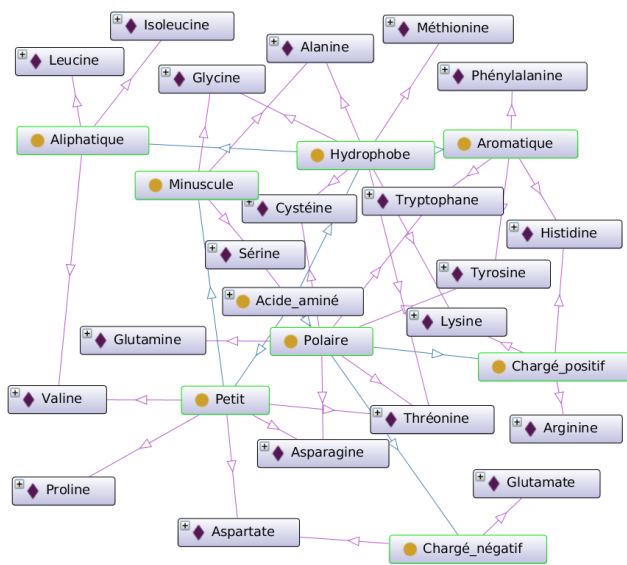 Isoleucine
Méthionine
Leucine
Alanine
Glycine
Phénylalanine
Aliphatique
Hydrophobe
Aromatique
Minuscule
Cystéine
Tryptophane
Histidine
Sérine
Tyrosine
Acide_aminé
Glutamine
Polaire
Lysine
Chargé_positif
Valine
Petit
Thréonine
Arginine
Asparagine
Proline
Glutamate
Aspartate
Chargé_négatif